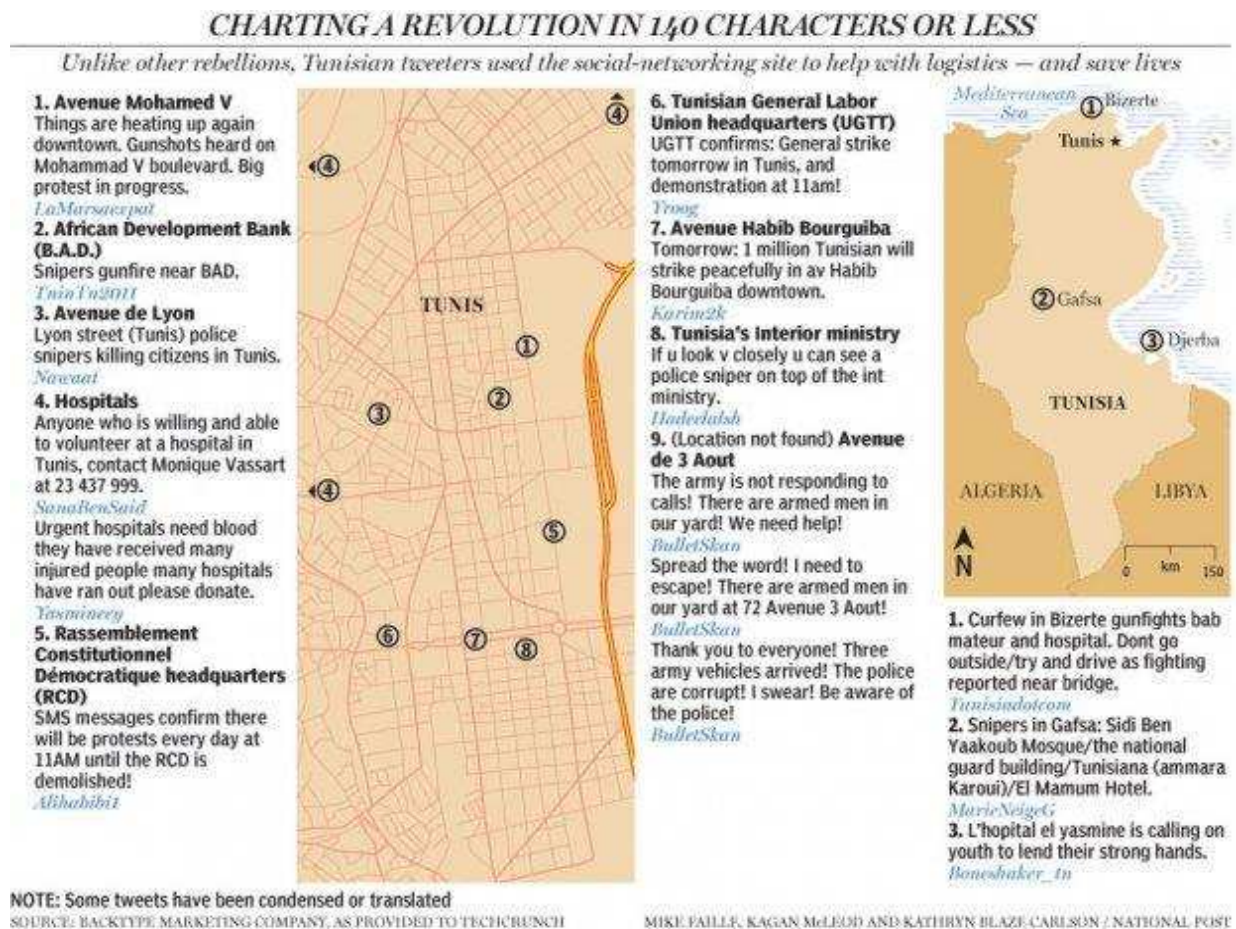 CHARTING A REVOLUTION IN 140 CHARACTERS OR LESS
Unlike other rebellions, Tunisian tweeters used the social-networking site to help with logistics — and save lives
1. Avenue Mohamed V
Things are heating up again
downtown. Gunshots heard on
Mohammad V boulevard. Big
protest in progress.
LaMarsaexpat
2. African Development Bank
(B.A.D.)
Snipers gunfire near BAD.
TninTn2011
3. Avenue de Lyon
Lyon street (Tunis) police
snipers killing citizens in Tunis.
Nawaat
4. Hospitals
Anyone who is willing and able
to volunteer at a hospital in
Tunis, contact Monique Vassart
at 23 437 999.
SanaBenSaid
Urgent hospitals need blood
they have received many
injured people many hospitals
have ran out please donate.
Yasmineey
5. Rassemblement
Constitutionnel
Démocratique headquarters
(RCD)
SMS messages confirm there
will be protests every day at
11AM until the RCD is
demolished!
Alihabibi1
4
4
TUNIS
1
2
3
4
5
6
7
8
6. Tunisian General Labor
Union headquarters (UGTT)
UGTT confirms: General strike
tomorrow in Tunis, and
demonstration at 11am!
Yroog
7. Avenue Habib Bourguiba
Tomorrow: 1 million Tunisian will
strike peacefully in av Habib
Bourguiba downtown.
Karim2k
8. Tunisia's Interior ministry
If u look v closely u can see a
police sniper on top of the int
ministry.
Hadeelalsh
9. (Location not found) Avenue
de 3 Aout
The army is not responding to
calls! There are armed men in
our yard! We need help!
BulletSkan
Spread the word! I need to
escape! There are armed men in
our yard at 72 Avenue 3 Aout!
BulletSkan
Thank you to everyone! Three
army vehicles arrived! The police
are corrupt! I swear! Be aware of
the police!
BulletSkan
Mediterranean
Sea
1 Bizerte
Tunis
2 Gafsa
3 Djerba
TUNISIA
ALGERIA
LIBYA
N
0 km 150
1. Curfew in Bizerte gunfights bab
mateur and hospital. Dont go
outside/try and drive as fighting
reported near bridge.
Tunisiadotcom
2. Snipers in Gafsa: Sidi Ben
Yaakoub Mosque/the national
guard building/Tunisiana (ammara
Karoui)/El Mamum Hotel.
MarieNeigeG
3. L'hopital el yasmine is calling on
youth to lend their strong hands.
Boneshaker_tn
NOTE: Some tweets have been condensed or translated
SOURCE: BACKTYPE MARKETING COMPANY, AS PROVIDED TO TECHCRUNCH
MIKE FAILLE, KAGAN McLEOD AND KATHRYN BLAZE CARLSON / NATIONAL POST